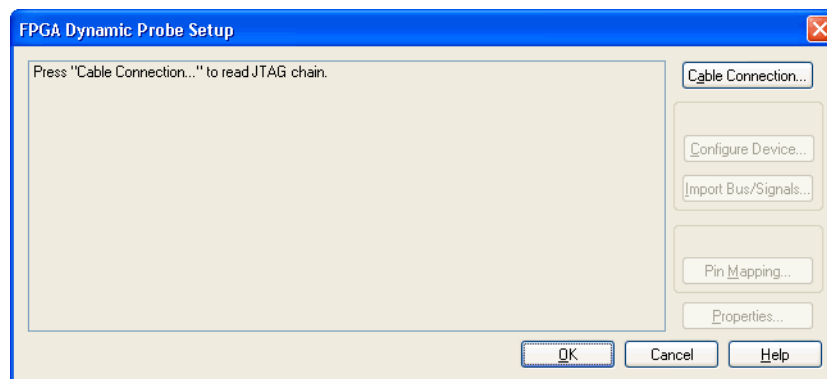 FPGA Dynamic Probe Setup
Press "Cable Connection..." to read JTAG chain.
Cable Connection...
Configure Device...
Import Bus/Signals...
Pin Mapping...
Properties...
OK
Cancel
Help